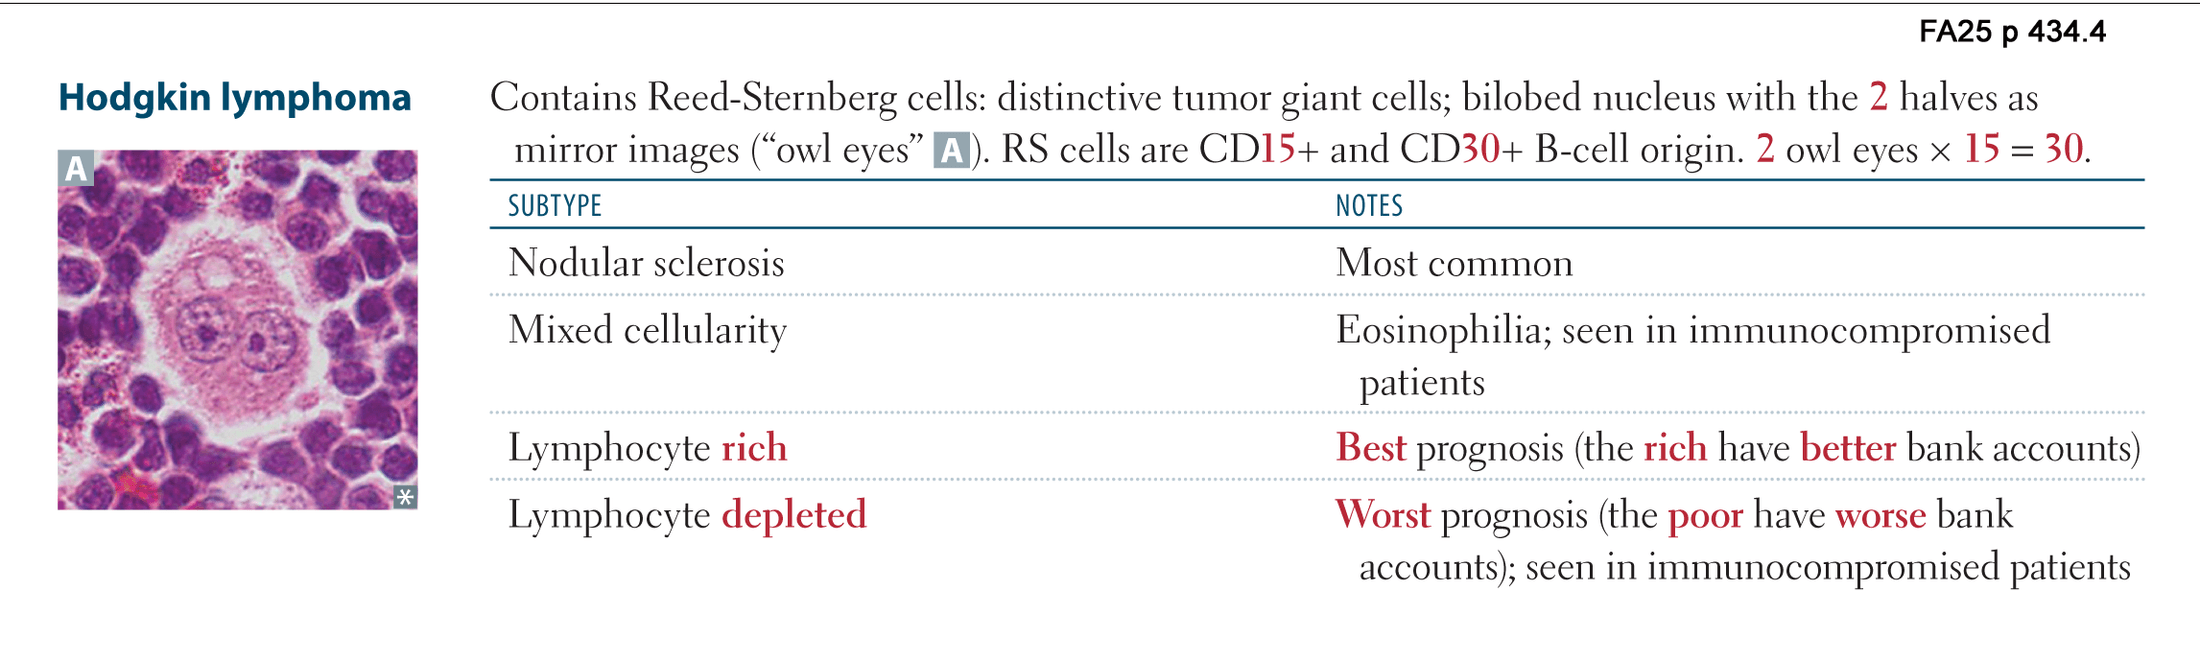 FA25 p 434.4
Hodgkin lymphoma
Contains Reed-Sternberg cells: distinctive tumor giant cells; bilobed nucleus with the 2 halves as
mirror images (“owl eyes” A). RS cells are CD15+ and CD30+ B-cell origin. 2 owl eyes × 15 = 30.
A
*
SUBTYPE NOTES
Nodular sclerosis Most common
Mixed cellularity Eosinophilia; seen in immunocompromised
patients
Lymphocyte rich Best prognosis (the rich have better bank accounts)
Lymphocyte depleted Worst prognosis (the poor have worse bank
accounts); seen in immunocompromised patients